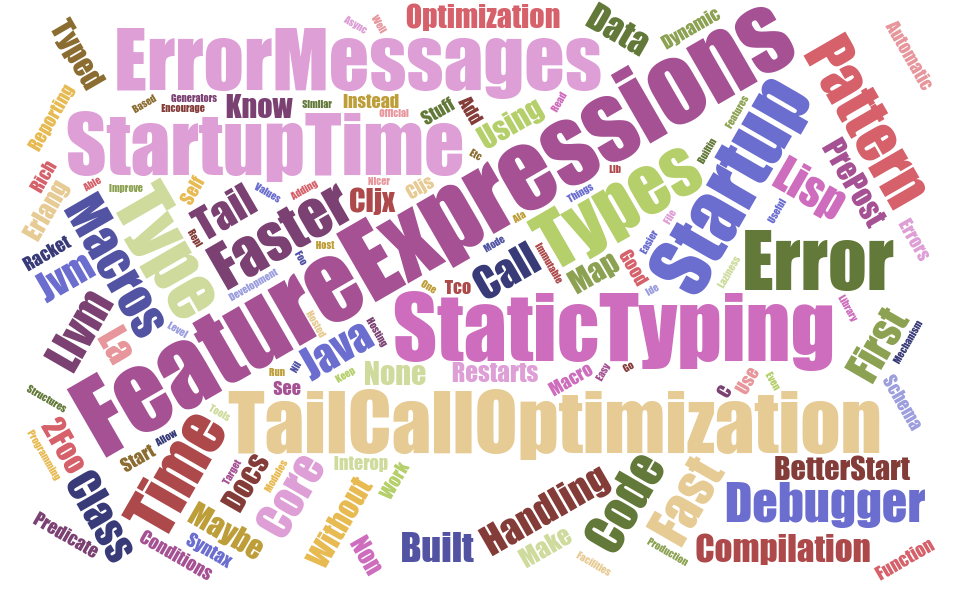 Async
Well
Optimization
Data
Dynamic
Typed
ErrorMessages
FeatureExpressions
Pattern
Automatic
Reporting
Based
Generators
Encourage
Know
Similar
Instead
Official
Stuff
And
Using
Read
Features
Startup
StartupTime
Etc
Builtin
PrePost
Rich
Able
Improve
Self
Values
Adding
Nicer
Cljs
Cljx
Lib
Things
Types
Lisp
Useful
Erlang
Macros
Type
Tail
Repl
Faster
Ala
File
Errors
Racket
Jvm
Host
Foo
Mode
Call
Immutable
Map
Good
Easier
Ide
Laziness
Error
Development
One
Tco
Llvm
La
Level
Hosted
Hosting
Java
Nil
StaticTyping
Library
First
Mechanism
Run
See
Keep
None
Restarts
Macro
Easy
Go
C
Use
Even
Schema
Structures
2Foo
Programming
Start
Allow
Time
Tools
TailCallOptimization
Class
Target
Docs
Modules
Core
Interop
Work
Without
Handling
Code
Fast
BetterStart
Debugger
Predicate
Conditions
Syntax
Maybe
Non
Built
Make
Facilities
Production
Compilation
Function